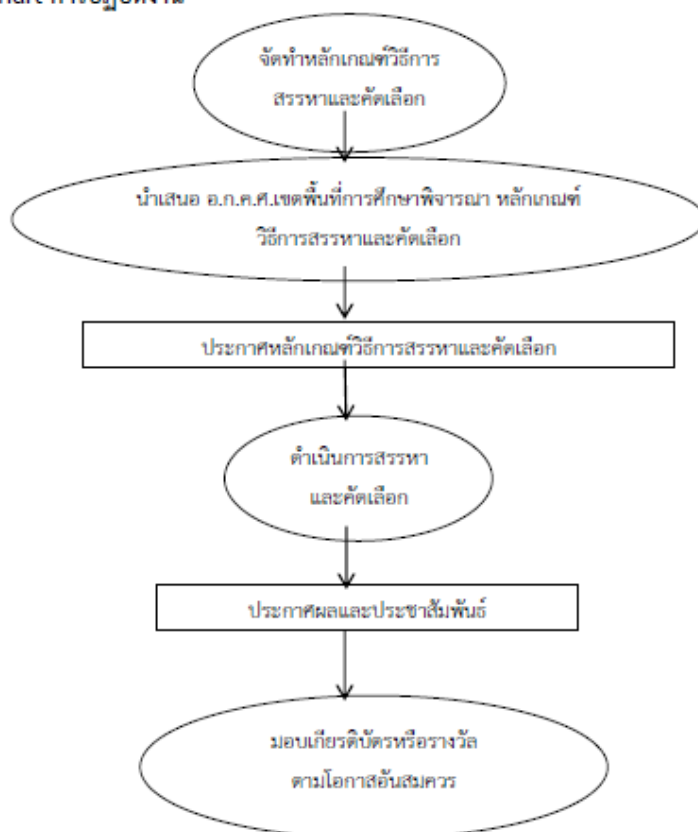 จัดทำหลักเกณฑ์วิธีการ
สรรหาและคัดเลือก
นำเสนอ อ.ก.ค.ศ.เขตพื้นที่การศึกษาพิจารณา หลักเกณฑ์
วิธีการสรรหาและคัดเลือก
ประกาศหลักเกณฑ์วิธีการสรรหาและคัดเลือก
ดำเนินการสรรหา
และคัดเลือก
ประกาศผลและประชาสัมพันธ์
มอบเกียรติบัตรหรือรางวัล
ตามโอกาสอันสมควร